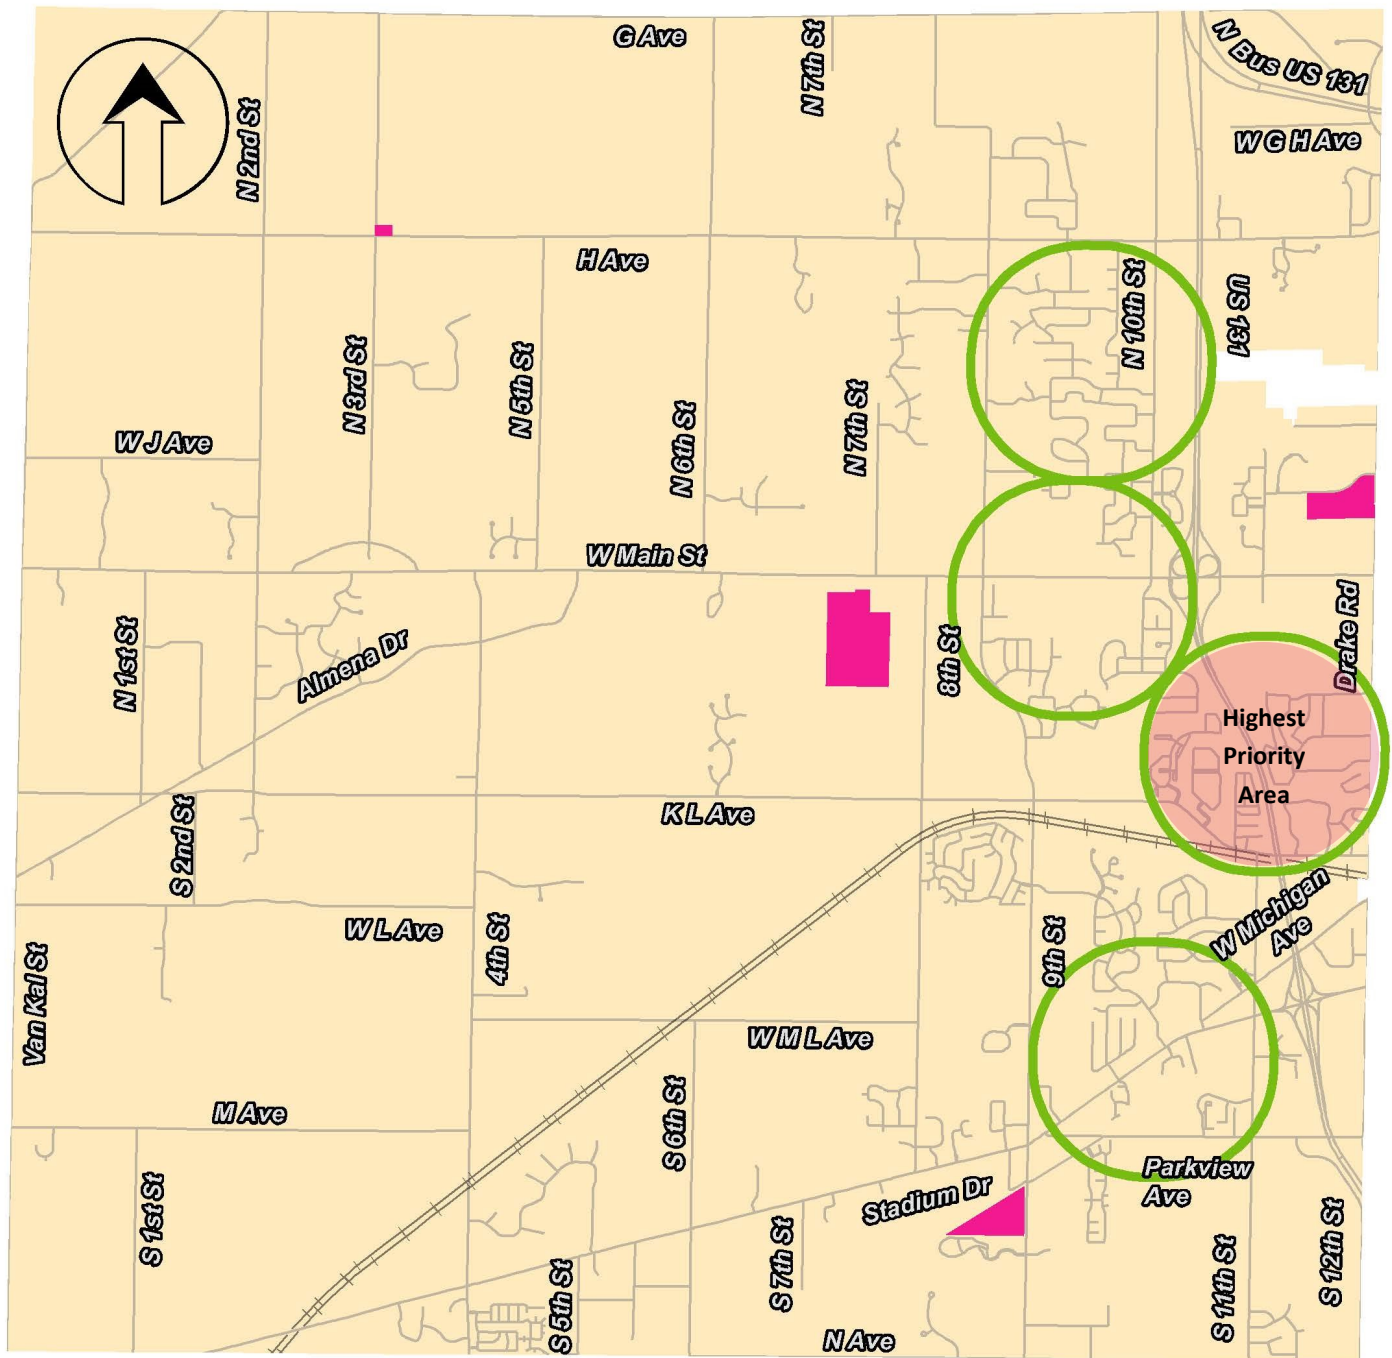 G Ave
N 7th St
N Bus US 131
N 2nd St
W G H Ave
H Ave
N 10th St
US 131
N 3rd St
N 5th St
N 6th St
N 7th St
W J Ave
W Main St
Drake Rd
N 1st St
Almena Dr
8th St
Highest
Priority
Area
K L Ave
S 2nd St
W L Ave
4th St
9th St
W Michigan
Ave
Van Kal St
W M L Ave
M Ave
S 6th St
Parkview
Ave
S 1st St
Stadium Dr
S 7th St
S 12th St
S 5th St
S 11th St
N Ave